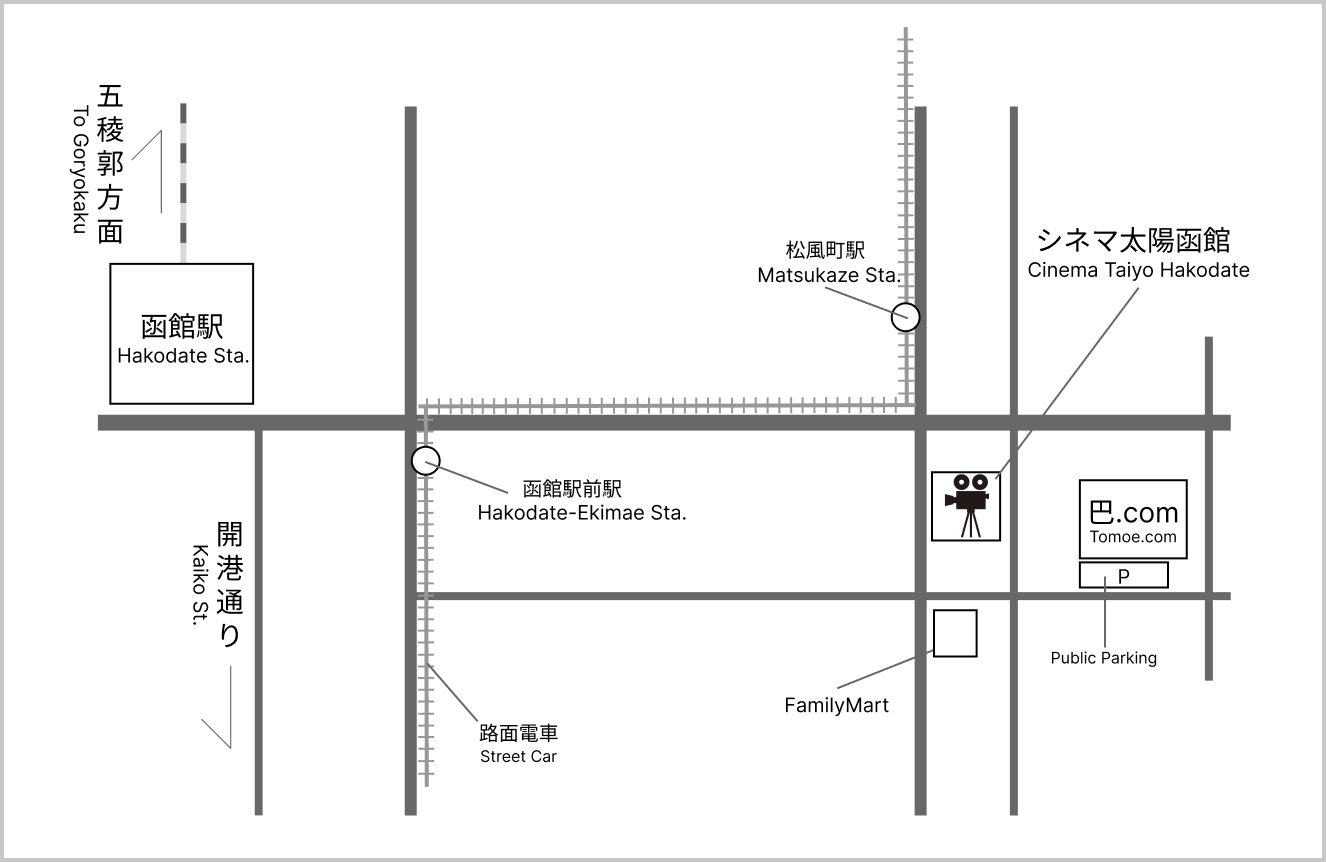 五稜郭方面
To Goryokaku
函館駅
Hakodate Sta.
松風町駅
Matsukaze Sta.
シネマ太陽函館
Cinema Taiyo Hakodate
函館駅前駅
Hakodate-Ekimae Sta.
巴.com
Tomoe.com
P
Public Parking
開港通り
Kaiko St.
FamilyMart
路面電車
Street Car